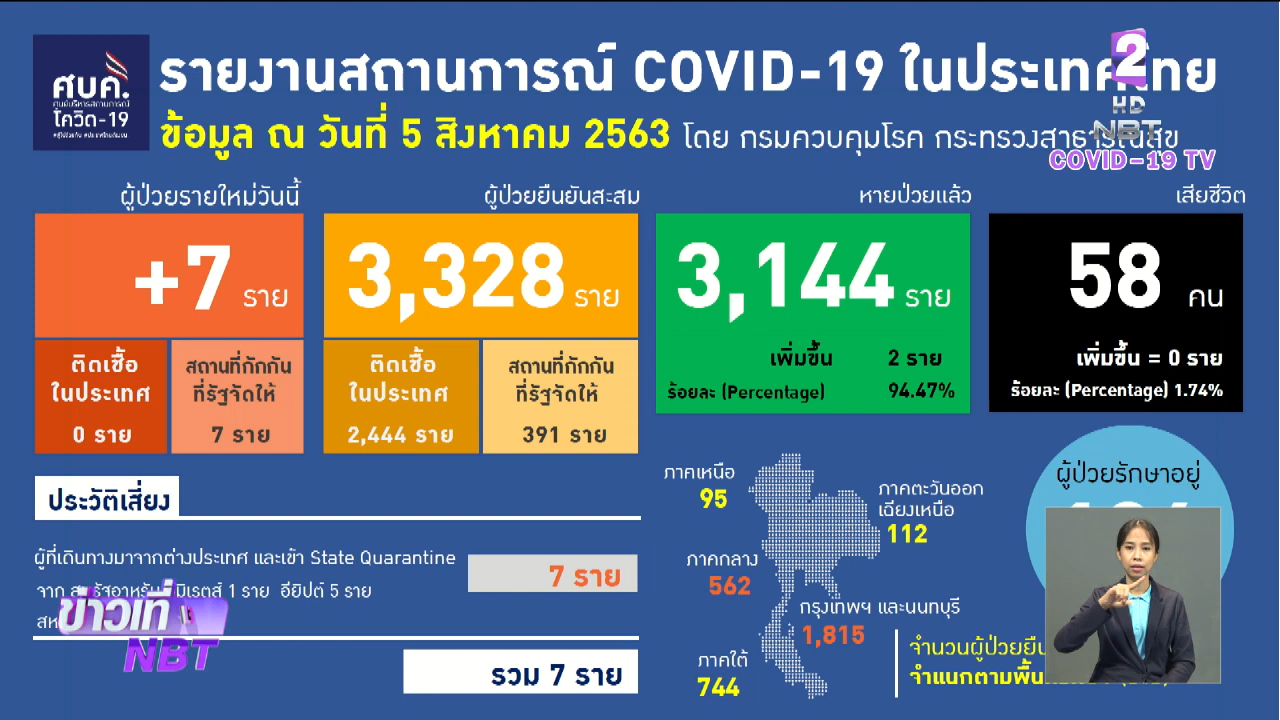 ศบค.
ศูนย์บริหารสถานการณ์
โควิด-19
รายงานสถานการณ์ COVID-19 ในประเทศไทย
ข้อมูล ณ วันที่ 5 สิงหาคม 2563 โดย กรมควบคุมโรค กระทรวงสาธารณสุข
2
HD
NBT
COVID-19 TV
ผู้ป่วยรายใหม่วันนี้
+7 ราย
ติดเชื้อ
ในประเทศ
0 ราย
สถานที่กักกัน
ที่รัฐจัดให้
7 ราย
ผู้ป่วยยืนยันสะสม
3,328 ราย
ติดเชื้อ
ในประเทศ
2,444 ราย
สถานที่กักกัน
ที่รัฐจัดให้
391 ราย
หายป่วยแล้ว
3,144 ราย
เพิ่มขึ้น 2 ราย
ร้อยละ (Percentage) 94.47%
เสียชีวิต
58 คน
เพิ่มขึ้น = 0 ราย
ร้อยละ (Percentage) 1.74%
ประวัติเสี่ยง
ผู้ที่เดินทางมาจากต่างประเทศ และเข้า State Quarantine
จาก 1 ราย อียิปต์ 5 ราย
7 ราย
รวม 7 ราย
ข่าวเที่ยง
NBT
ภาคเหนือ
95
ภาคตะวันออก
เฉียงเหนือ
112
ภาคกลาง
562
กรุงเทพฯ และนนทบุรี
1,815
ภาคใต้
744
ผู้ป่วยรักษาอยู่
จำนวนผู้ป่วย
จำแนกตามพื้น